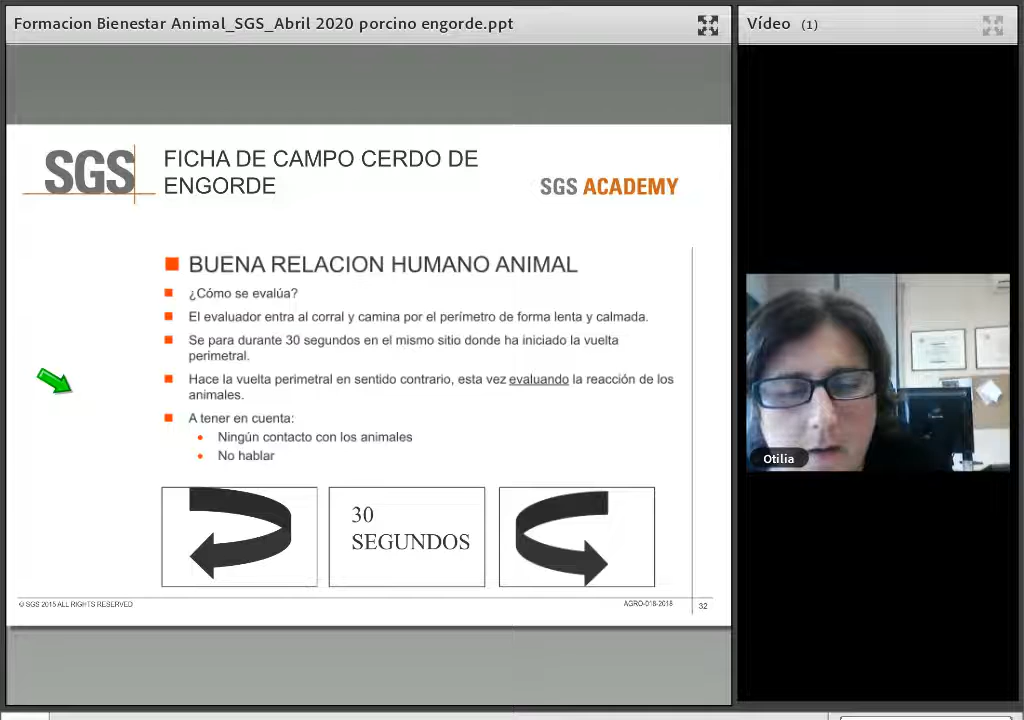 Formacion Bienestar Animal_SGS_Abril 2020 porcino engorde.ppt
Vídeo (1)
SGS
FICHA DE CAMPO CERDO DE
ENGORDE
SGS ACADEMY
BUENA RELACION HUMANO ANIMAL
¿Cómo se evalúa?
El evaluador entra al corral y camina por el perímetro de forma lenta y calmada.
Se para durante 30 segundos en el mismo sitio donde ha iniciado la vuelta
perimetral.
Hace la vuelta perimetral en sentido contrario, esta vez evaluando la reacción de los
animales.
A tener en cuenta:
Ningún contacto con los animales
No hablar
30
SEGUNDOS
© SGS 2015 ALL RIGHTS RESERVED
AGRO-018-2018
32
Otilia